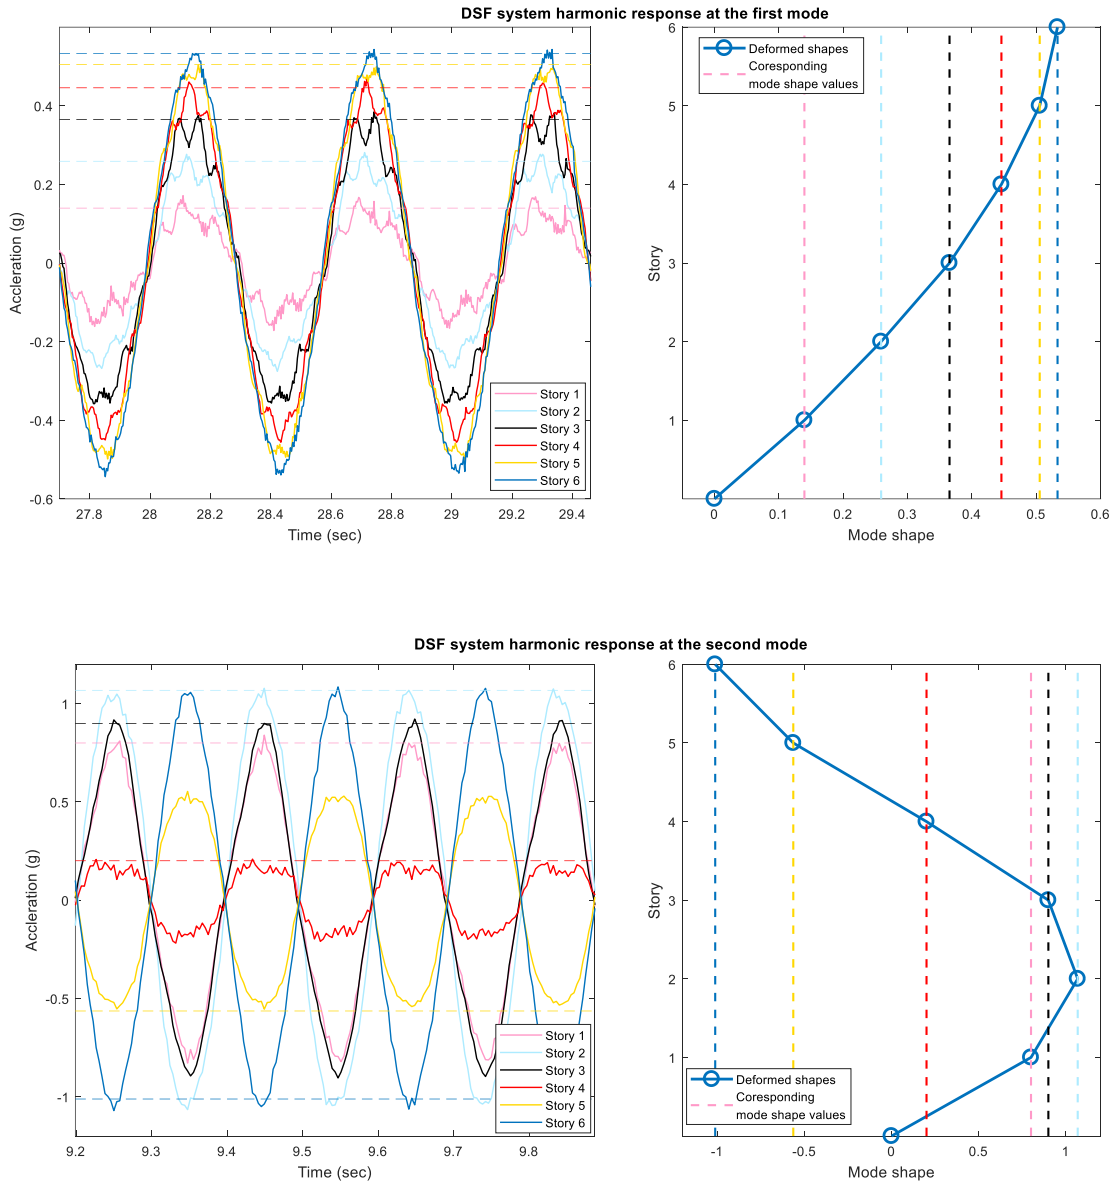 DSF system harmonic response at the first mode
0.4
0.2
0
-0.2
-0.4
-0.6
Accleration (g)
27.8
28
28.2
28.4
28.6
28.8
29
29.2
29.4
Time (sec)
Story 1
Story 2
Story 3
Story 4
Story 5
Story 6
6
5
4
3
2
1
Story
Deformed shapes
Coresponding
mode shape values
0
0.1
0.2
0.3
0.4
0.5
0.6
Mode shape
DSF system harmonic response at the second mode
1
0.5
0
-0.5
-1
Accleration (g)
9.2
9.3
9.4
9.5
9.6
9.7
9.8
Time (sec)
Story 1
Story 2
Story 3
Story 4
Story 5
Story 6
6
5
4
3
2
1
Story
Deformed shapes
Coresponding
mode shape values
-1
-0.5
0
0.5
1
Mode shape